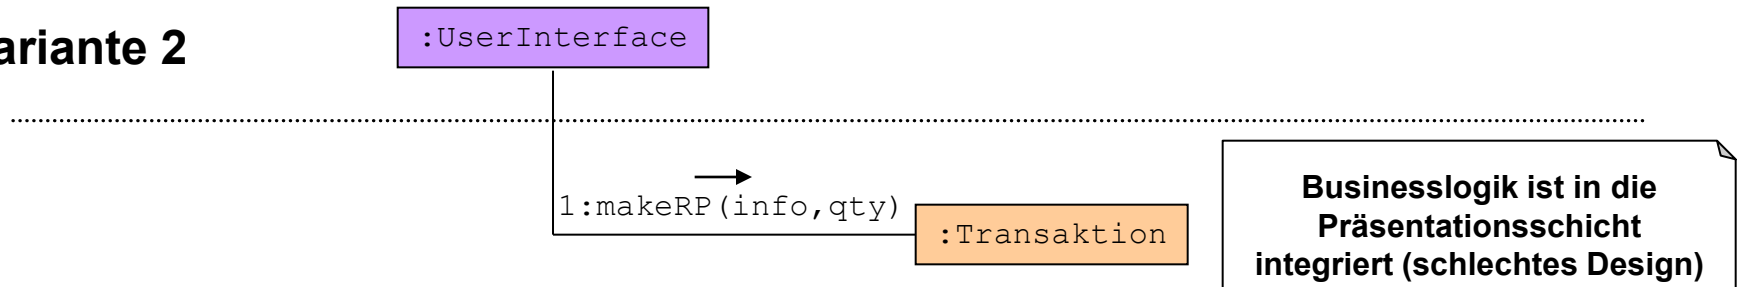 ariante 2
:UserInterface
1:makeRP(info,qty)
:Transaktion
Businesslogik ist in die
Präsentationsschicht
integriert (schlechtes Design)